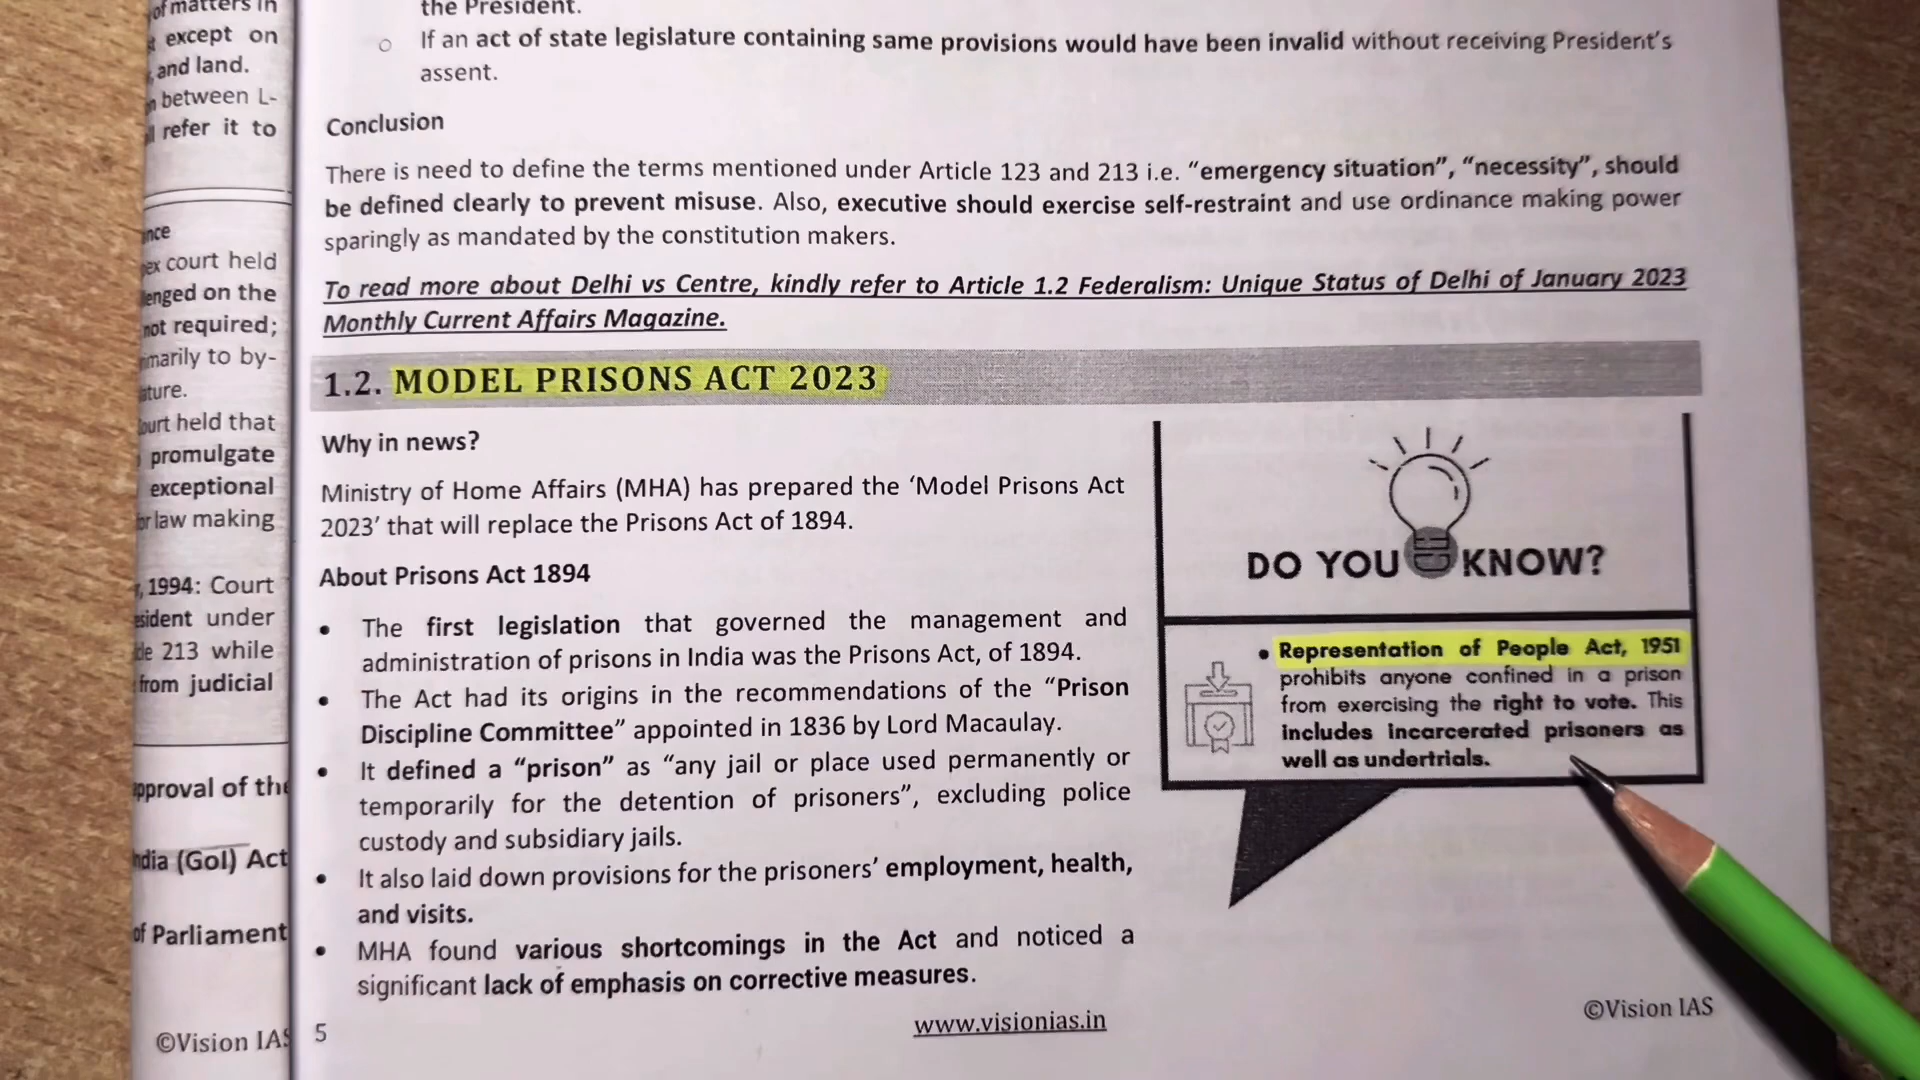 of matters in
except on
and land.
between L-
refer it to
court held
enged on the
not required;
marily to by-
ature.
ourt held that
promulgate
exceptional
or law making
, 1994: Court
esident under
213 while
from judicial
pproval of the
ndia (GoI) Act
of Parliament
©Vision IAS
the President.
○ If an act of state legislature containing same provisions would have been invalid without receiving President's
assent.
Conclusion
There is need to define the terms mentioned under Article 123 and 213 i.e. “emergency situation”, “necessity”, should
be defined clearly to prevent misuse. Also, executive should exercise self-restraint and use ordinance making power
sparingly as mandated by the constitution makers.
To read more about Delhi vs Centre, kindly refer to Article 1.2 Federalism: Unique Status of Delhi of January 2023
Monthly Current Affairs Magazine.
1.2. MODEL PRISONS ACT 2023
Why in news?
Ministry of Home Affairs (MHA) has prepared the ‘Model Prisons Act
2023’ that will replace the Prisons Act of 1894.
About Prisons Act 1894
• The first legislation that governed the management and
administration of prisons in India was the Prisons Act, of 1894.
• The Act had its origins in the recommendations of the “Prison
Discipline Committee” appointed in 1836 by Lord Macaulay.
• It defined a “prison” as “any jail or place used permanently or
temporarily for the detention of prisoners”, excluding police
custody and subsidiary jails.
• It also laid down provisions for the prisoners’ employment, health,
and visits.
• MHA found various shortcomings in the Act and noticed a
significant lack of emphasis on corrective measures.
DO YOU KNOW?
• Representation of People Act, 1951
prohibits anyone confined in a prison
from exercising the right to vote. This
includes incarcerated prisoners as
well as undertrials.
5
www.visionias.in
©Vision IAS